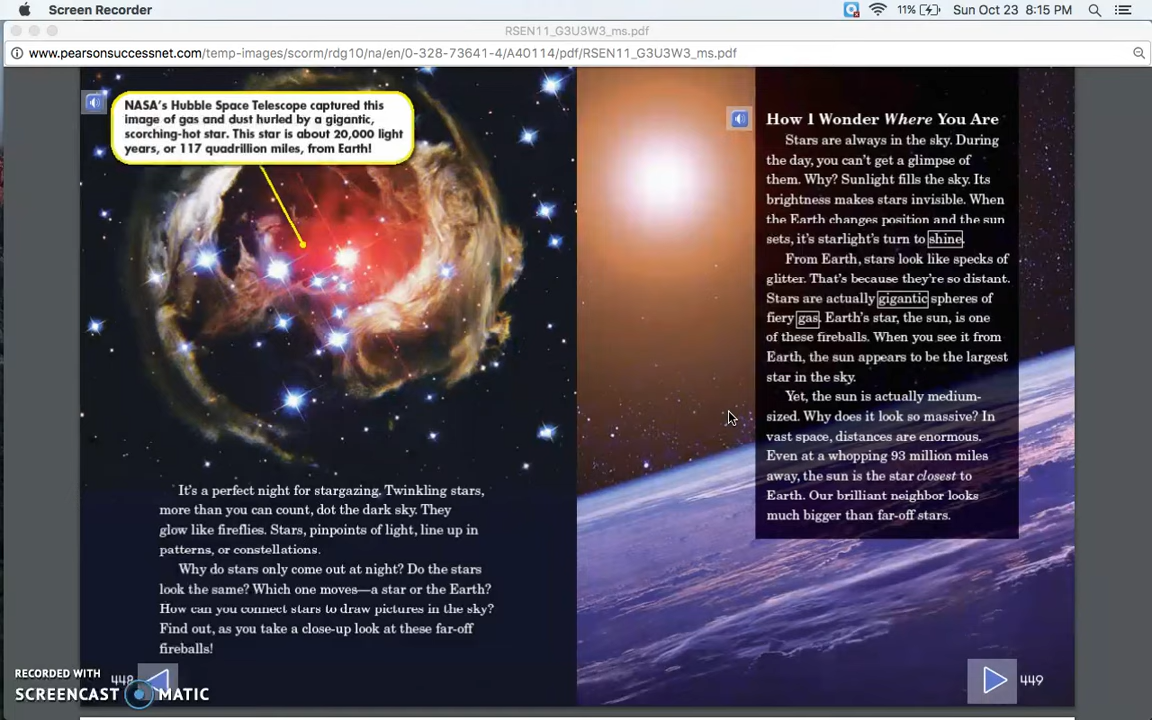 Screen Recorder
11%
Sun Oct 23 8:15 PM
RSEN11_G3U3W3_ms.pdf
www.pearsonsuccessnet.com/temp-images/scorm/rdg10/na/en/0-328-73641-4/A40114/pdf/RSEN11_G3U3W3_ms.pdf
NASA's Hubble Space Telescope captured this
image of gas and dust hurled by a gigantic,
scorching-hot star. This star is about 20,000 light
years, or 117 quadrillion miles, from Earth!
It's a perfect night for stargazing. Twinkling stars,
more than you can count, dot the dark sky. They
glow like fireflies. Stars, pinpoints of light, line up in
patterns, or constellations.
Why do stars only come out at night? Do the stars
look the same? Which one moves—a star or the Earth?
How can you connect stars to draw pictures in the sky?
Find out, as you take a close-up look at these far-off
fireballs!
448
How I Wonder Where You Are
Stars are always in the sky. During
the day, you can't get a glimpse of
them. Why? Sunlight fills the sky. Its
brightness makes stars invisible. When
the Earth changes position and the sun
sets, it's starlight's turn to shine.
From Earth, stars look like specks of
glitter. That's because they're so distant.
Stars are actually gigantic spheres of
fiery gas. Earth's star, the sun, is one
of these fireballs. When you see it from
Earth, the sun appears to be the largest
star in the sky.
Yet, the sun is actually medium-
sized. Why does it look so massive? In
vast space, distances are enormous.
Even at a whopping 93 million miles
away, the sun is the star closest to
Earth. Our brilliant neighbor looks
much bigger than far-off stars.
449
RECORDED WITH
SCREENCAST MATIC